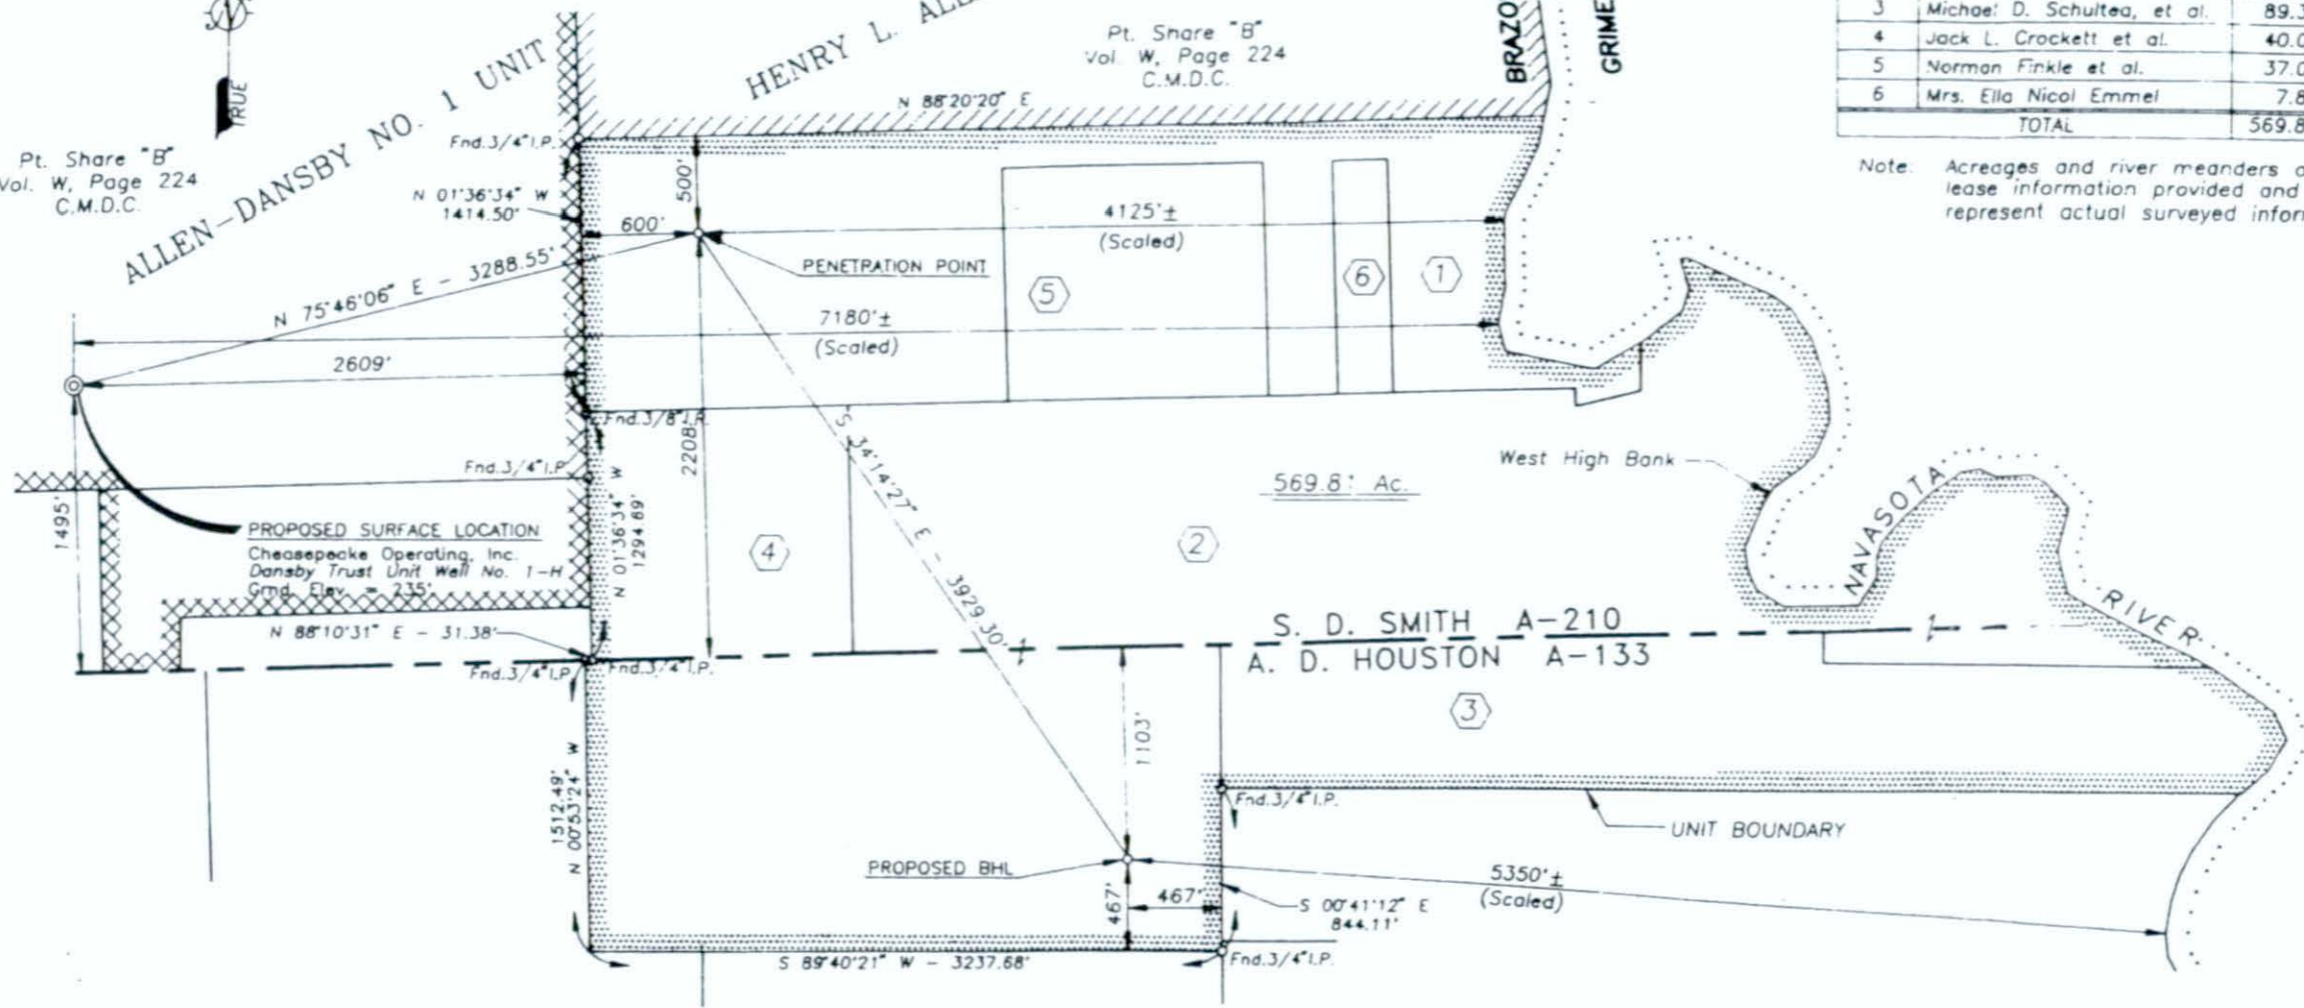 TRUE
Pt. Share "B"
Vol. W, Page 224
C.M.D.C.
ALLEN-DANSBY NO. 1 UNIT
HENRY L.
Pt. Share "B"
Vol. W, Page 224
C.M.D.C.
BRAZO
GRIME
3 Michael D. Schultea, et al. 89.3
4 Jack L. Crockett et al. 40.0
5 Norman Finkle et al. 37.0
6 Mrs. Ella Nicol Emmel 7.8
TOTAL 569.8
Note: Acreages and river meanders
lease information provided and
represent actual surveyed infor
N 88°20'20" E
Fnd.3/4"I.P.
N 01°36'34" W
1414.50'
500'
600'
4125'±
(Scaled)
PENETRATION POINT
5
6
1
N 75°46'06" E - 3288.55'
7180'±
(Scaled)
2609'
Fnd.3/8"I.R.
2208'
S 34°14'27" E - 3929.30'
Fnd.3/4"I.P.
1495'
PROPOSED SURFACE LOCATION
Cheasepeake Operating, Inc.
Dansby Trust Unit Well No. 1-H
Grnd. Elev. = 235'
N 01°36'34" W
1294.89'
4
2
569.8± Ac.
West High Bank
NAVASOTA
RIVER
S. D. SMITH A-210
A. D. HOUSTON A-133
N 88°10'31" E - 31.38'
Fnd.3/4"I.P.
Fnd.3/4"I.P.
3
1103'
1512.49'
N 00°53'24" W
Fnd.3/4"I.P.
UNIT BOUNDARY
PROPOSED BHL
5350'±
(Scaled)
467'
467'
S 00°41'12" E
844.11'
S 89°40'21" W - 3237.68'
Fnd.3/4"I.P.